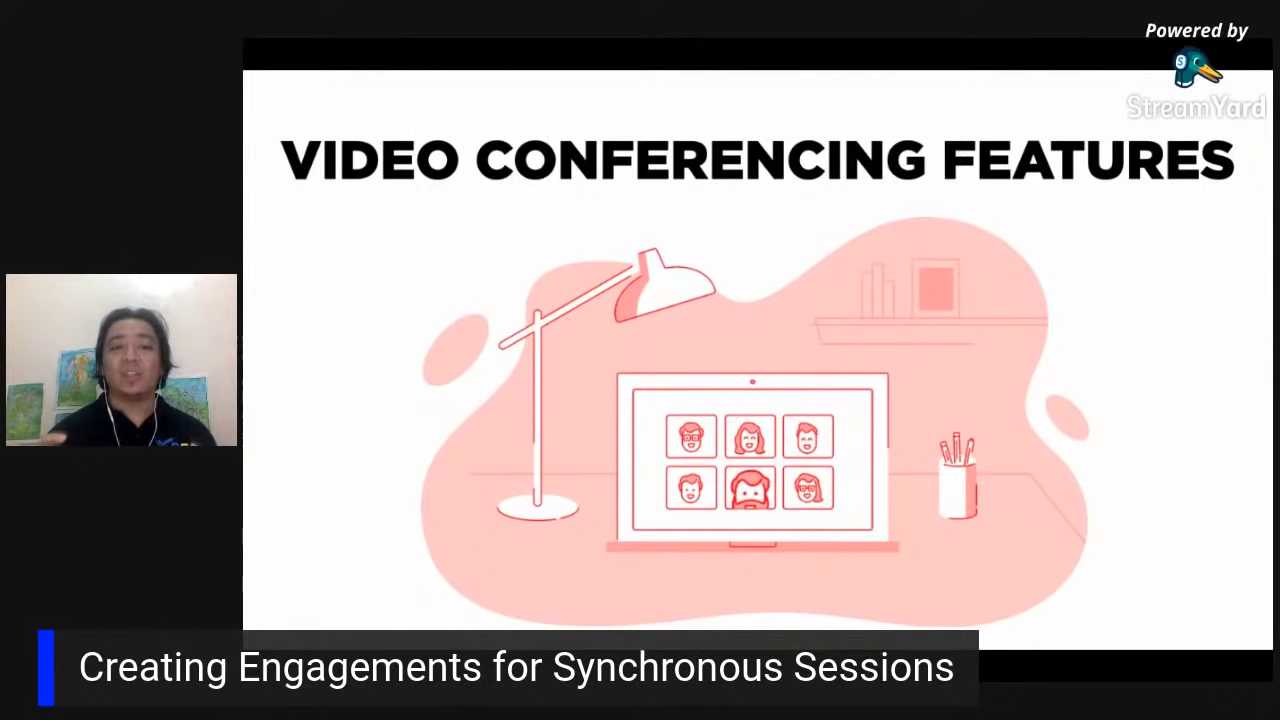 Powered by
StreamYard
VIDEO CONFERENCING FEATURES
Creating Engagements for Synchronous Sessions